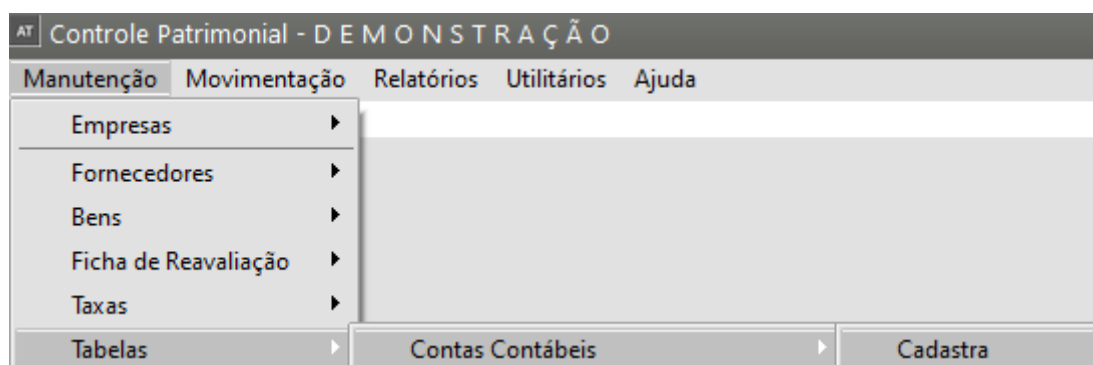 AT Controle Patrimonial - D E M O N S T R A Ç Ã O
Manutenção Movimentação Relatórios Utilitários Ajuda
Empresas
Fornecedores
Bens
Ficha de Reavaliação
Taxas
Tabelas Contas Contábeis Cadastra